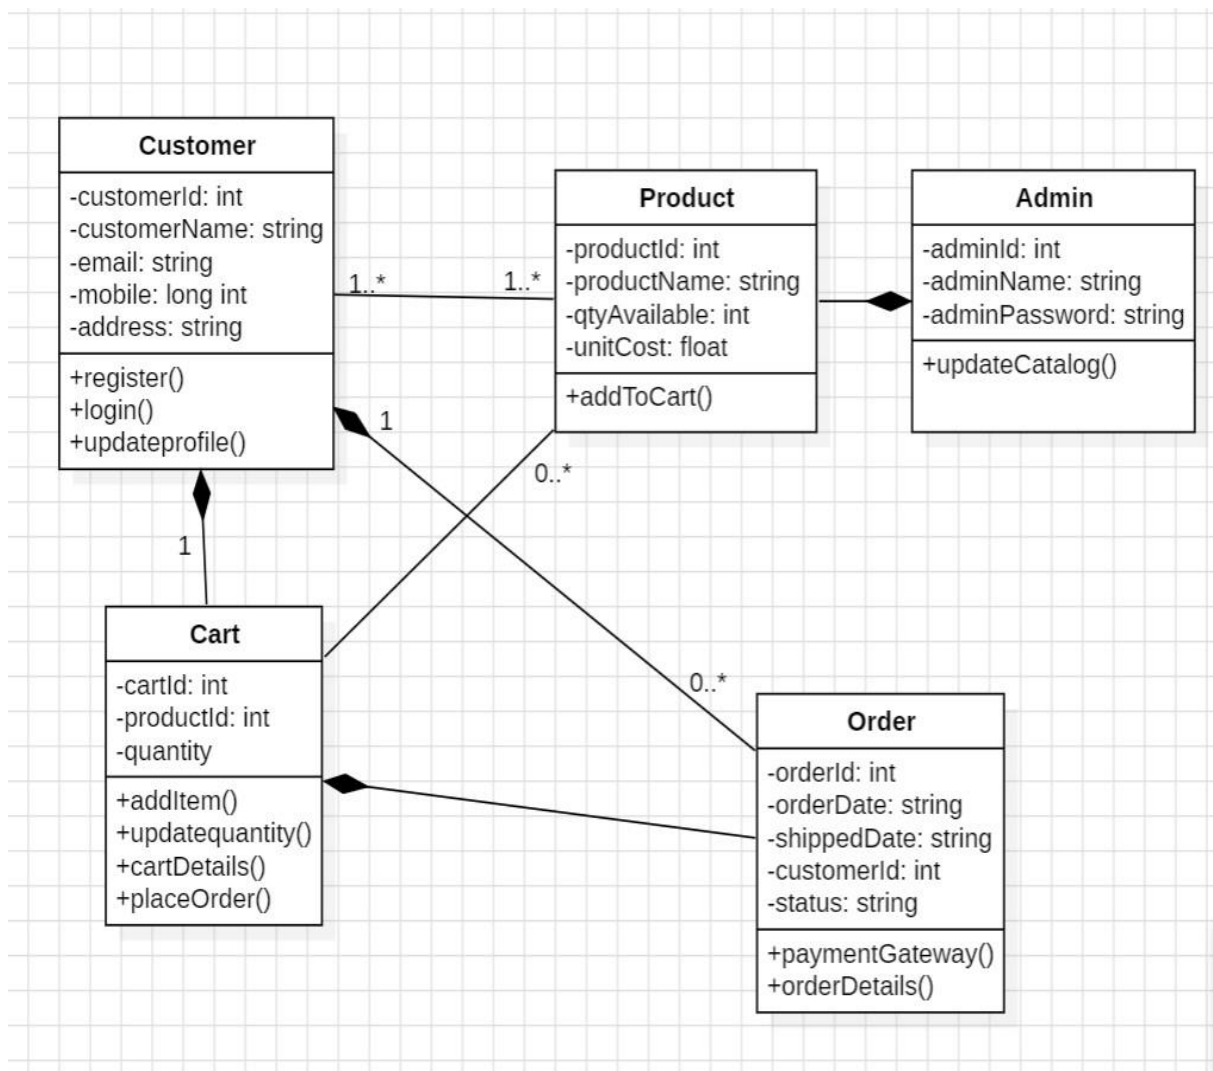 Customer
-customerId: int
-customerName: string
-email: string
-mobile: long int
-address: string
+register()
+login()
+updateprofile()
1..*
1..*
Product
-productId: int
-productName: string
-qtyAvailable: int
-unitCost: float
+addToCart()
Admin
-adminId: int
-adminName: string
-adminPassword: string
+updateCatalog()
1
0..*
1
0..*
Cart
-cartId: int
-productId: int
-quantity
+addItem()
+updatequantity()
+cartDetails()
+placeOrder()
Order
-orderId: int
-orderDate: string
-shippedDate: string
-customerId: int
-status: string
+paymentGateway()
+orderDetails()